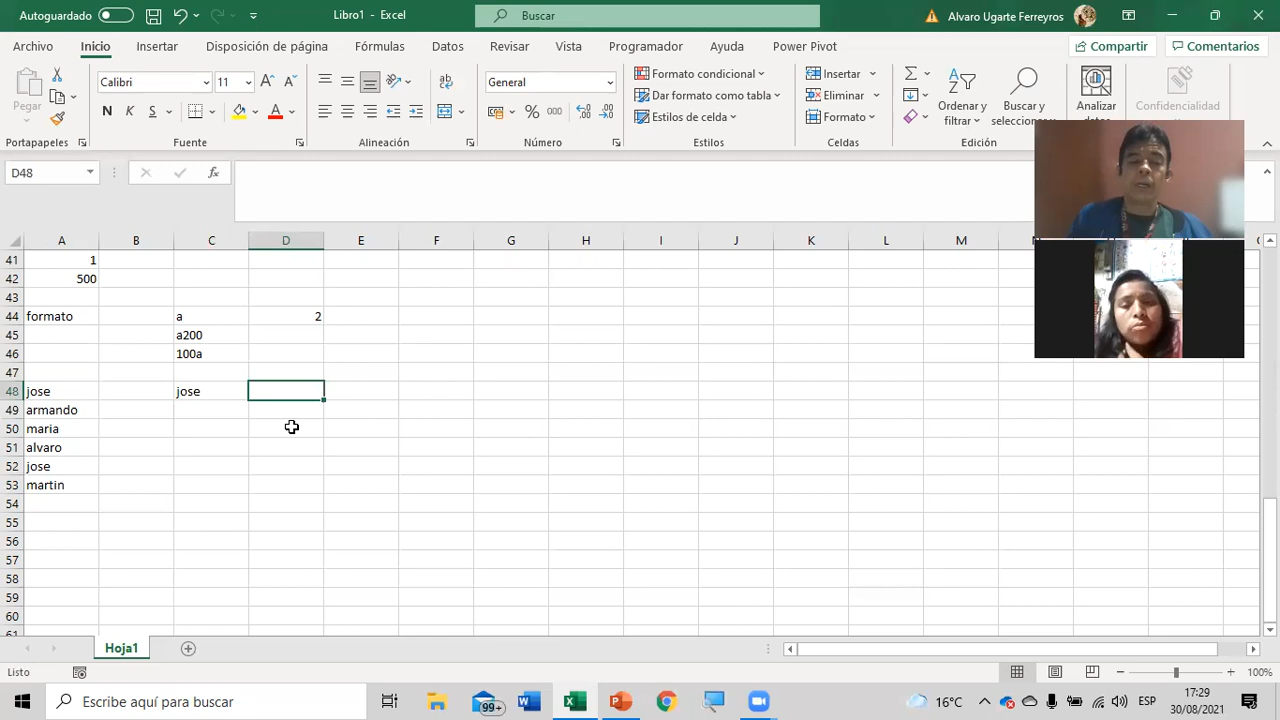 Autoguardado
Libro1 - Excel
Buscar
Alvaro Ugarte Ferreyros
Archivo Inicio Insertar Disposición de página Fórmulas Datos Revisar Vista Programador Ayuda Power Pivot
Compartir Comentarios
Pegar
Calibri 11
N K S
General
% 000
Formato condicional
Dar formato como tabla
Estilos de celda
Insertar
Eliminar
Formato
Ordenar y filtrar
Buscar y seleccionar
Analizar datos
Confidencialidad
Portapapeles Fuente Alineación Número Estilos Celdas Edición
D48 fx
A B C D E F G H I J K L M
41 1
42 500
43
44 formato a 2
45 a200
46 100a
47
48 jose jose
49 armando
50 maria
51 alvaro
52 jose
53 martin
54
55
56
57
58
59
60
61
Hoja1
Listo
100%
Escribe aquí para buscar
99+
16°C
ESP
17:29
30/08/2021